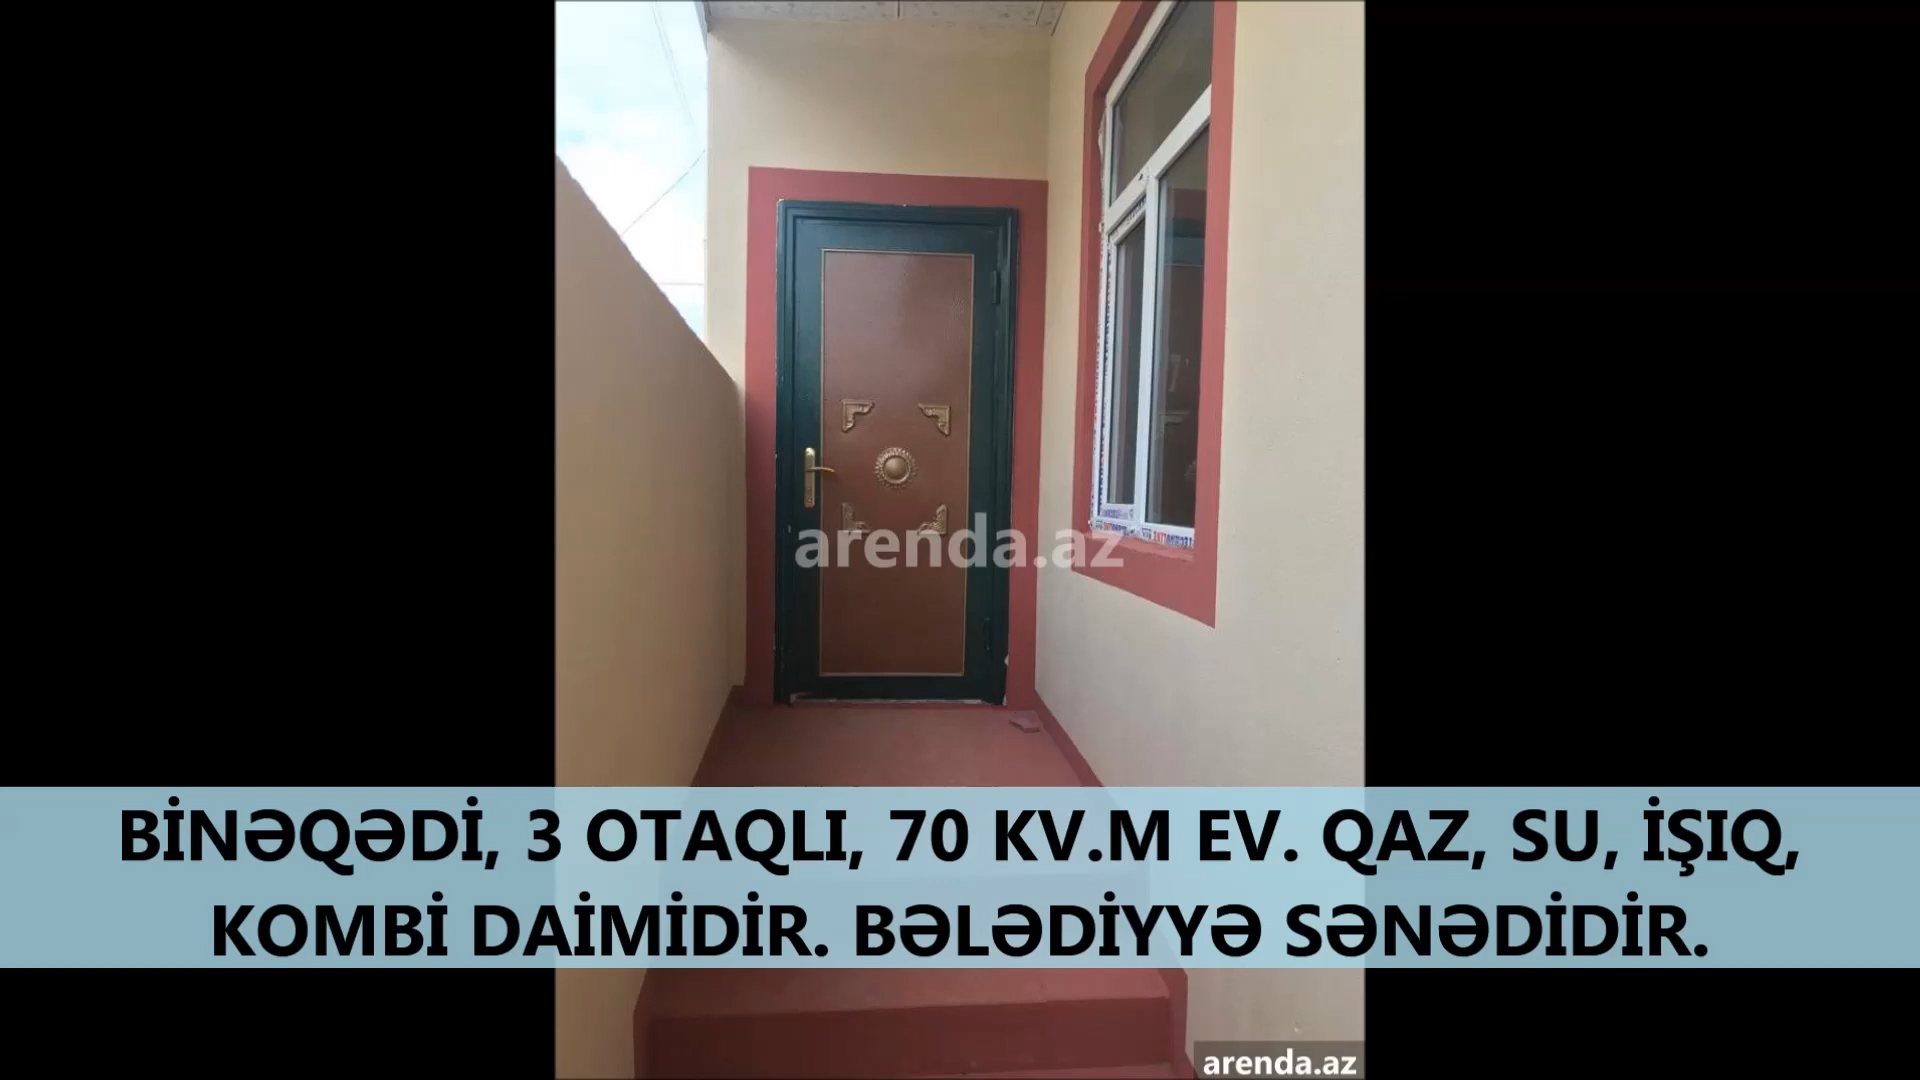 arenda.az
BİNƏQƏDİ, 3 OTAQLI, 70 KV.M EV. QAZ, SU, İŞIQ,
KOMBİ DAİMİDİR. BƏLƏDİYYƏ SƏNƏDİDİR.
arenda.az